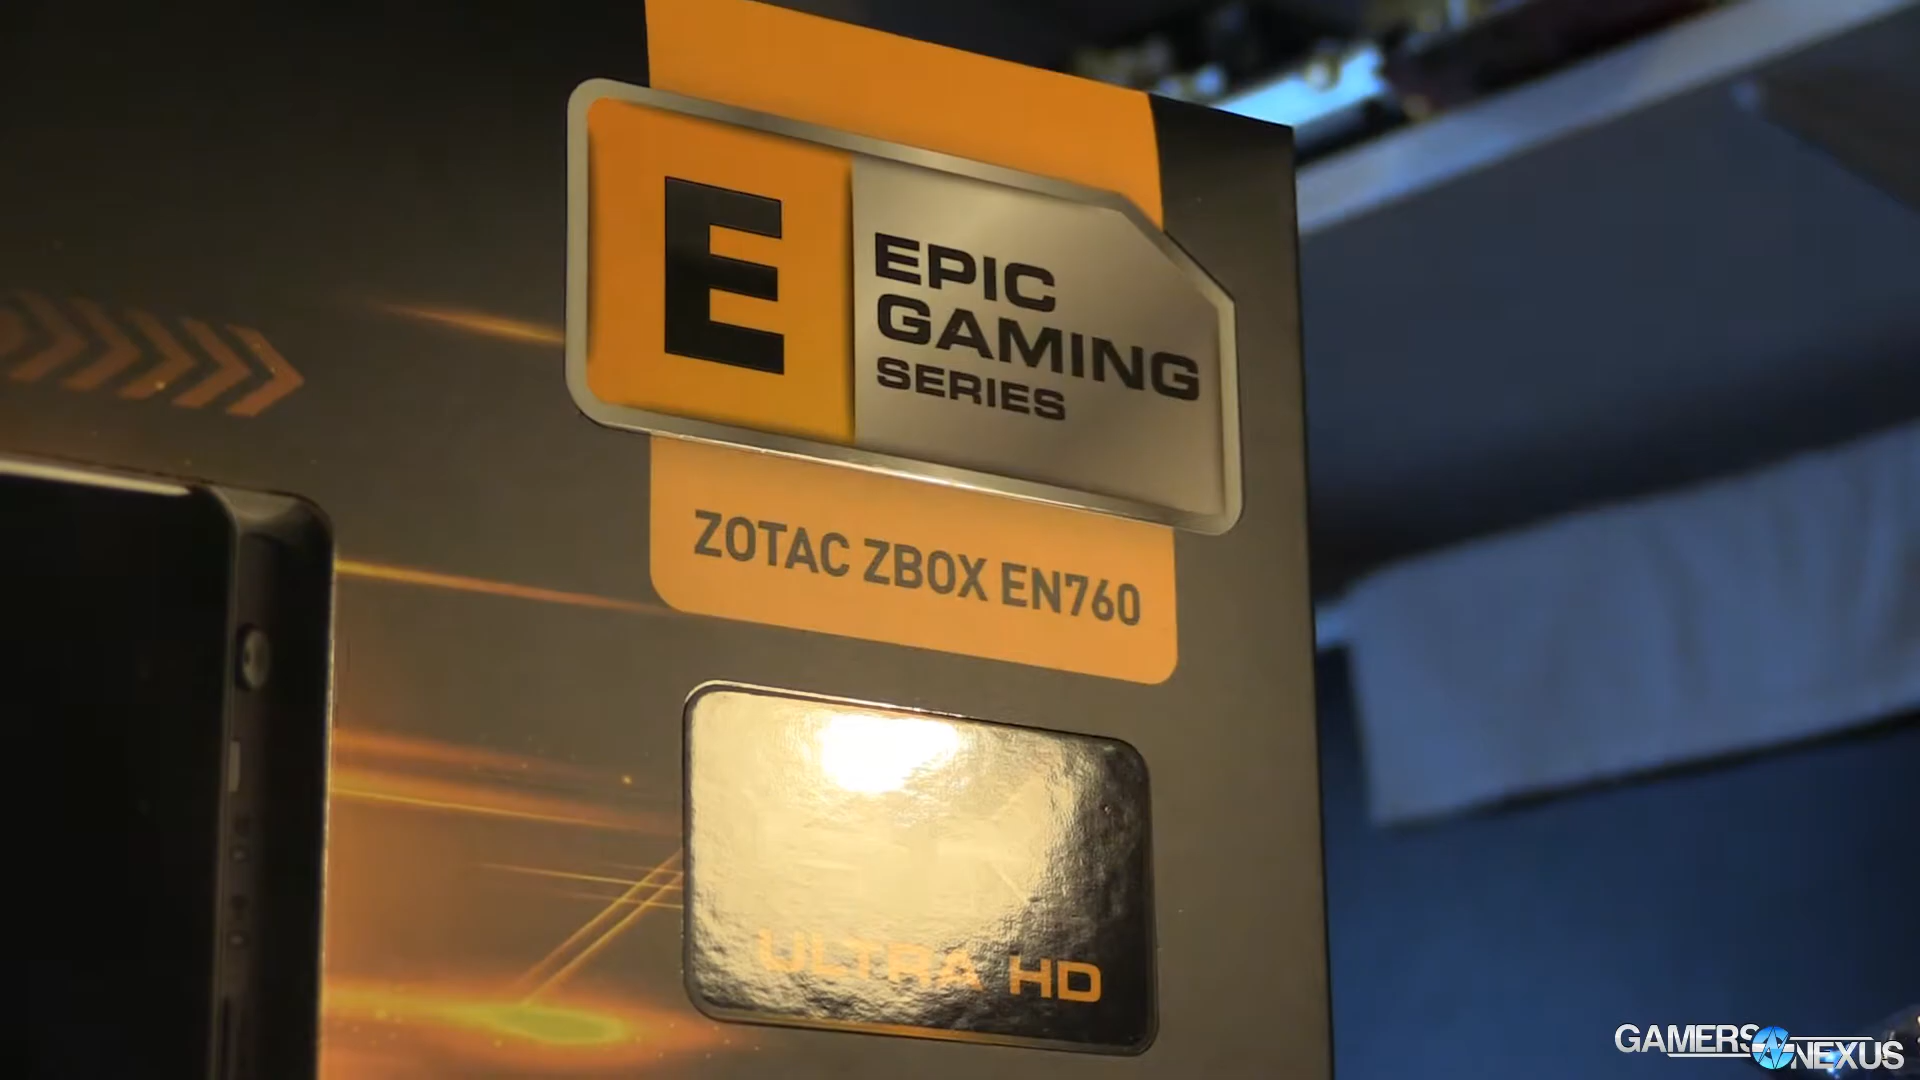 E
EPIC
GAMING
SERIES
ZOTAC ZBOX EN760
ULTRA HD
GAMERS
NEXUS